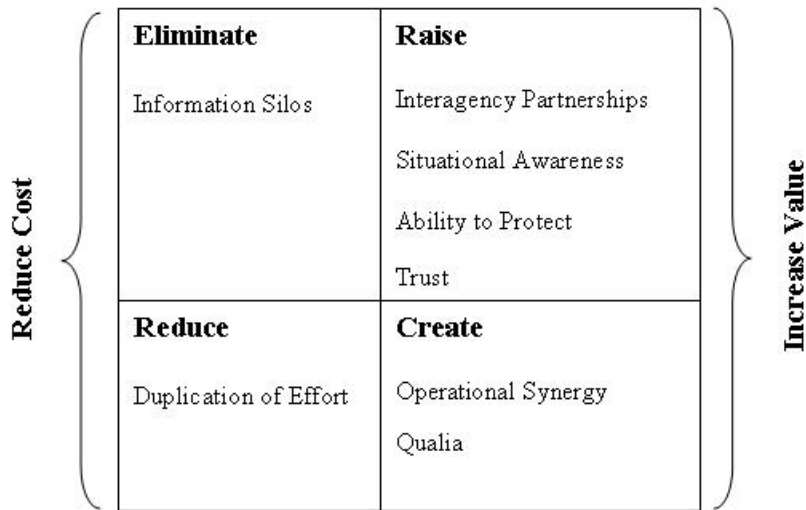 Reduce Cost
Eliminate
Information Silos
Raise
Interagency Partnerships
Situational Awareness
Ability to Protect
Trust
Reduce
Duplication of Effort
Create
Operational Synergy
Qualia
Increase Value